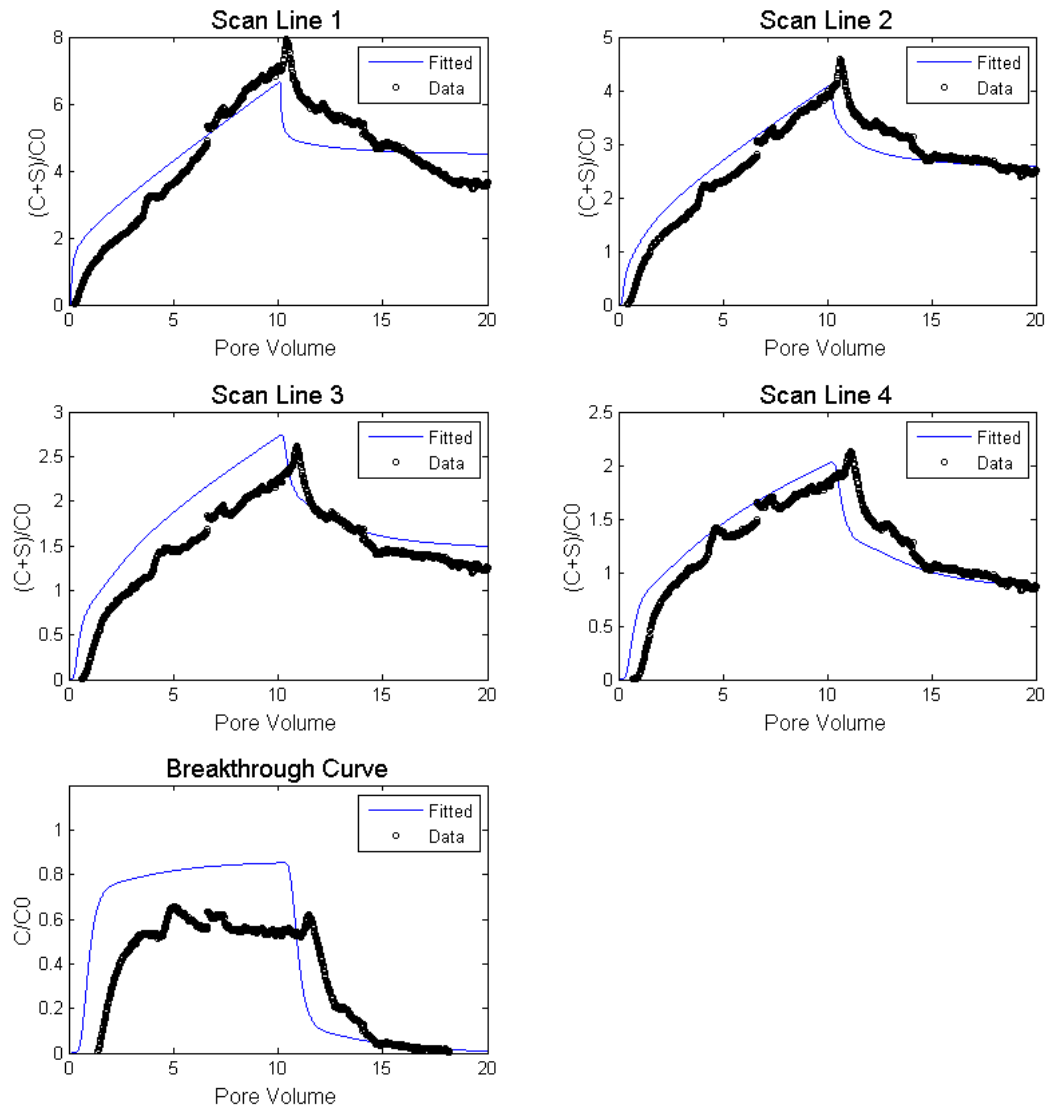 Scan Line 1
8
6
4
2
0
(C+S)/C0
Fitted
Data
0 5 10 15 20
Pore Volume
Scan Line 2
5
4
3
2
1
0
(C+S)/C0
Fitted
Data
0 5 10 15 20
Pore Volume
Scan Line 3
3
2.5
2
1.5
1
0.5
0
(C+S)/C0
Fitted
Data
0 5 10 15 20
Pore Volume
Scan Line 4
2.5
2
1.5
1
0.5
0
(C+S)/C0
Fitted
Data
0 5 10 15 20
Pore Volume
Breakthrough Curve
1
0.8
0.6
0.4
0.2
0
C/C0
Fitted
Data
0 5 10 15 20
Pore Volume